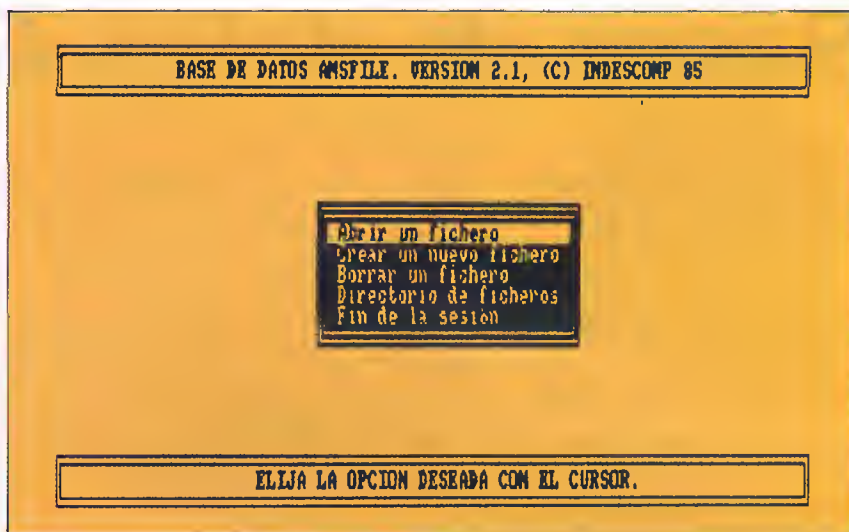 BASE DE DATOS AMSFILE. VERSION 2.1, (C) INDESCOMP 85
Abrir un fichero
Crear un nuevo fichero
Borrar un fichero
Directorio de ficheros
Fin de la sesión
ELIJA LA OPCION DESEADA CON EL CURSOR.